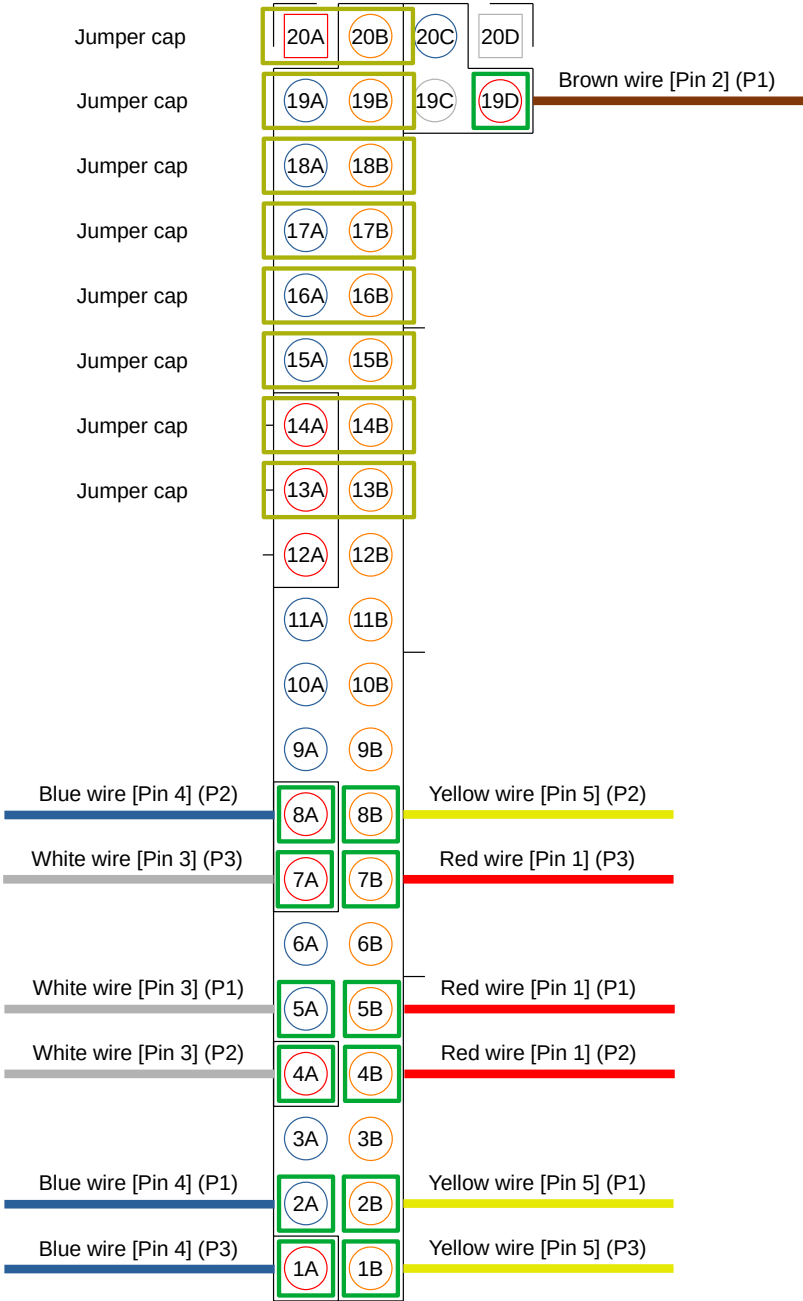 Jumper cap 20A 20B 20C 20D
Brown wire [Pin 2] (P1)
Jumper cap 19A 19B 19C 19D
Jumper cap 18A 18B
Jumper cap 17A 17B
Jumper cap 16A 16B
Jumper cap 15A 15B
Jumper cap 14A 14B
Jumper cap 13A 13B
12A 12B
11A 11B
10A 10B
9A 9B
Blue wire [Pin 4] (P2) 8A 8B Yellow wire [Pin 5] (P2)
White wire [Pin 3] (P3) 7A 7B Red wire [Pin 1] (P3)
6A 6B
White wire [Pin 3] (P1) 5A 5B Red wire [Pin 1] (P1)
White wire [Pin 3] (P2) 4A 4B Red wire [Pin 1] (P2)
3A 3B
Blue wire [Pin 4] (P1) 2A 2B Yellow wire [Pin 5] (P1)
Blue wire [Pin 4] (P3) 1A 1B Yellow wire [Pin 5] (P3)